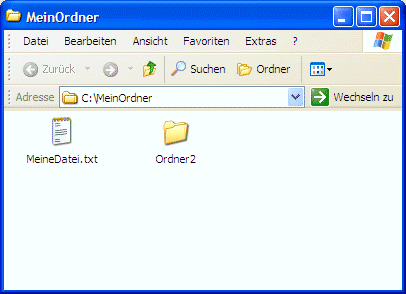 MeinOrdner
Datei Bearbeiten Ansicht Favoriten Extras ?
Zurück Suchen Ordner
Adresse C:\MeinOrdner Wechseln zu
MeineDatei.txt Ordner2